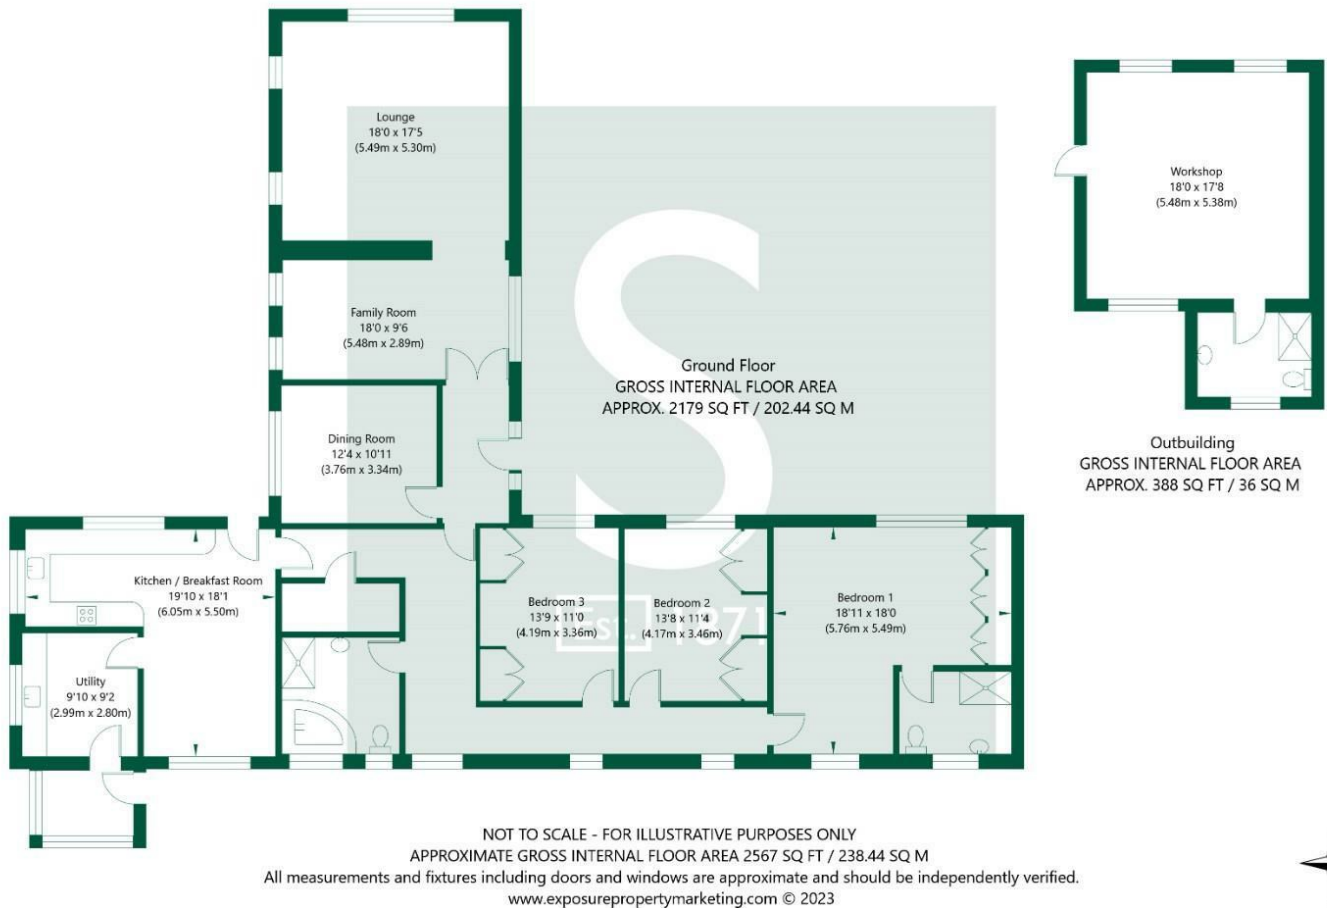 Lounge
18'0 x 17'5
(5.49m x 5.30m)
Workshop
18'0 x 17'8
(5.48m x 5.38m)
S
Family Room
18'0 x 9'6
(5.48m x 2.89m)
Ground Floor
GROSS INTERNAL FLOOR AREA
APPROX. 2179 SQ FT / 202.44 SQ M
Dining Room
12'4 x 10'11
(3.76m x 3.34m)
Outbuilding
GROSS INTERNAL FLOOR AREA
APPROX. 388 SQ FT / 36 SQ M
Kitchen / Breakfast Room
19'10 x 18'1
(6.05m x 5.50m)
Bedroom 3
13'9 x 11'0
(4.19m x 3.36m)
Bedroom 2
13'8 x 11'4
(4.17m x 3.46m)
Bedroom 1
18'11 x 18'0
(5.76m x 5.49m)
Est. 1871
Utility
9'10 x 9'2
(2.99m x 2.80m)
NOT TO SCALE - FOR ILLUSTRATIVE PURPOSES ONLY
APPROXIMATE GROSS INTERNAL FLOOR AREA 2567 SQ FT / 238.44 SQ M
All measurements and fixtures including doors and windows are approximate and should be independently verified.
www.exposurepropertymarketing.com © 2023